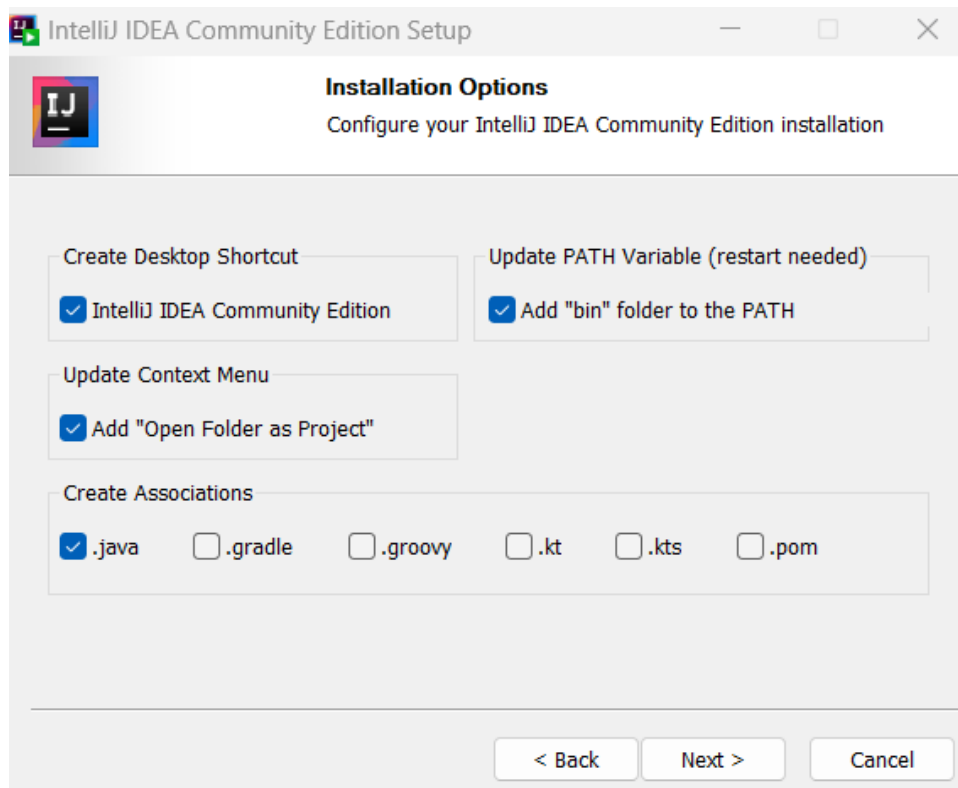 IntelliJ IDEA Community Edition Setup
IJ
Installation Options
Configure your IntelliJ IDEA Community Edition installation
Create Desktop Shortcut
IntelliJ IDEA Community Edition
Update PATH Variable (restart needed)
Add "bin" folder to the PATH
Update Context Menu
Add "Open Folder as Project"
Create Associations
.java .gradle .groovy .kt .kts .pom
< Back Next > Cancel